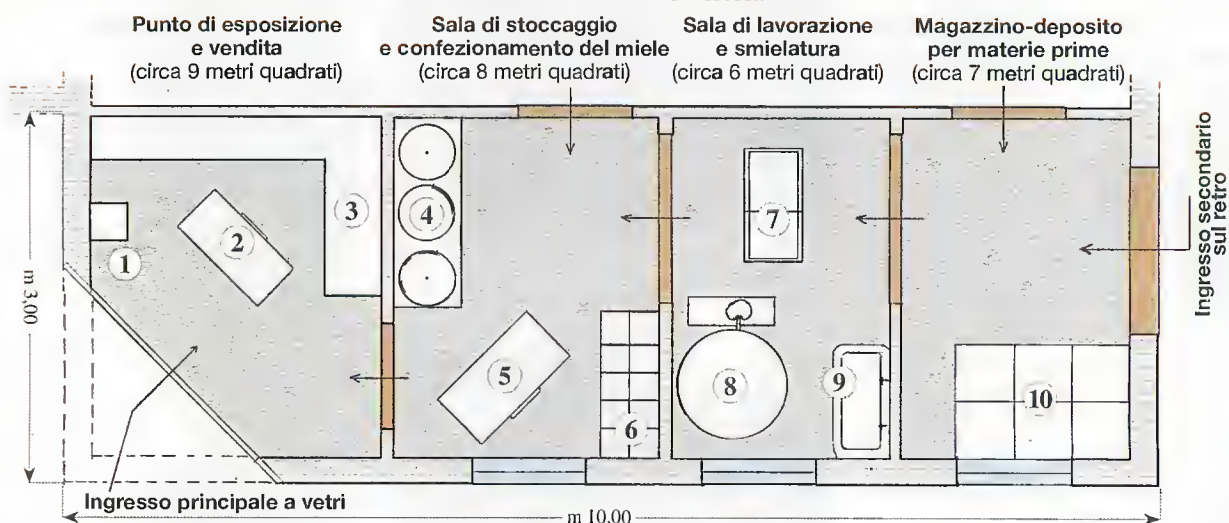 Punto di esposizione
e vendita
(circa 9 metri quadrati)
Sala di stoccaggio
e confezionamento del miele
(circa 8 metri quadrati)
Sala di lavorazione
e smielatura
(circa 6 metri quadrati)
Magazzino-deposito
per materie prime
(circa 7 metri quadrati)
1
2
3
4
5
6
7
8
9
10
Ingresso secondario
sul retro
m 3,00
Ingresso principale a vetri
m 10,00